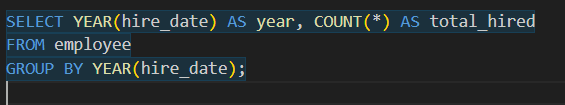 SELECT YEAR(hire_date) AS year, COUNT(*) AS total_hired
FROM employee
GROUP BY YEAR(hire_date);